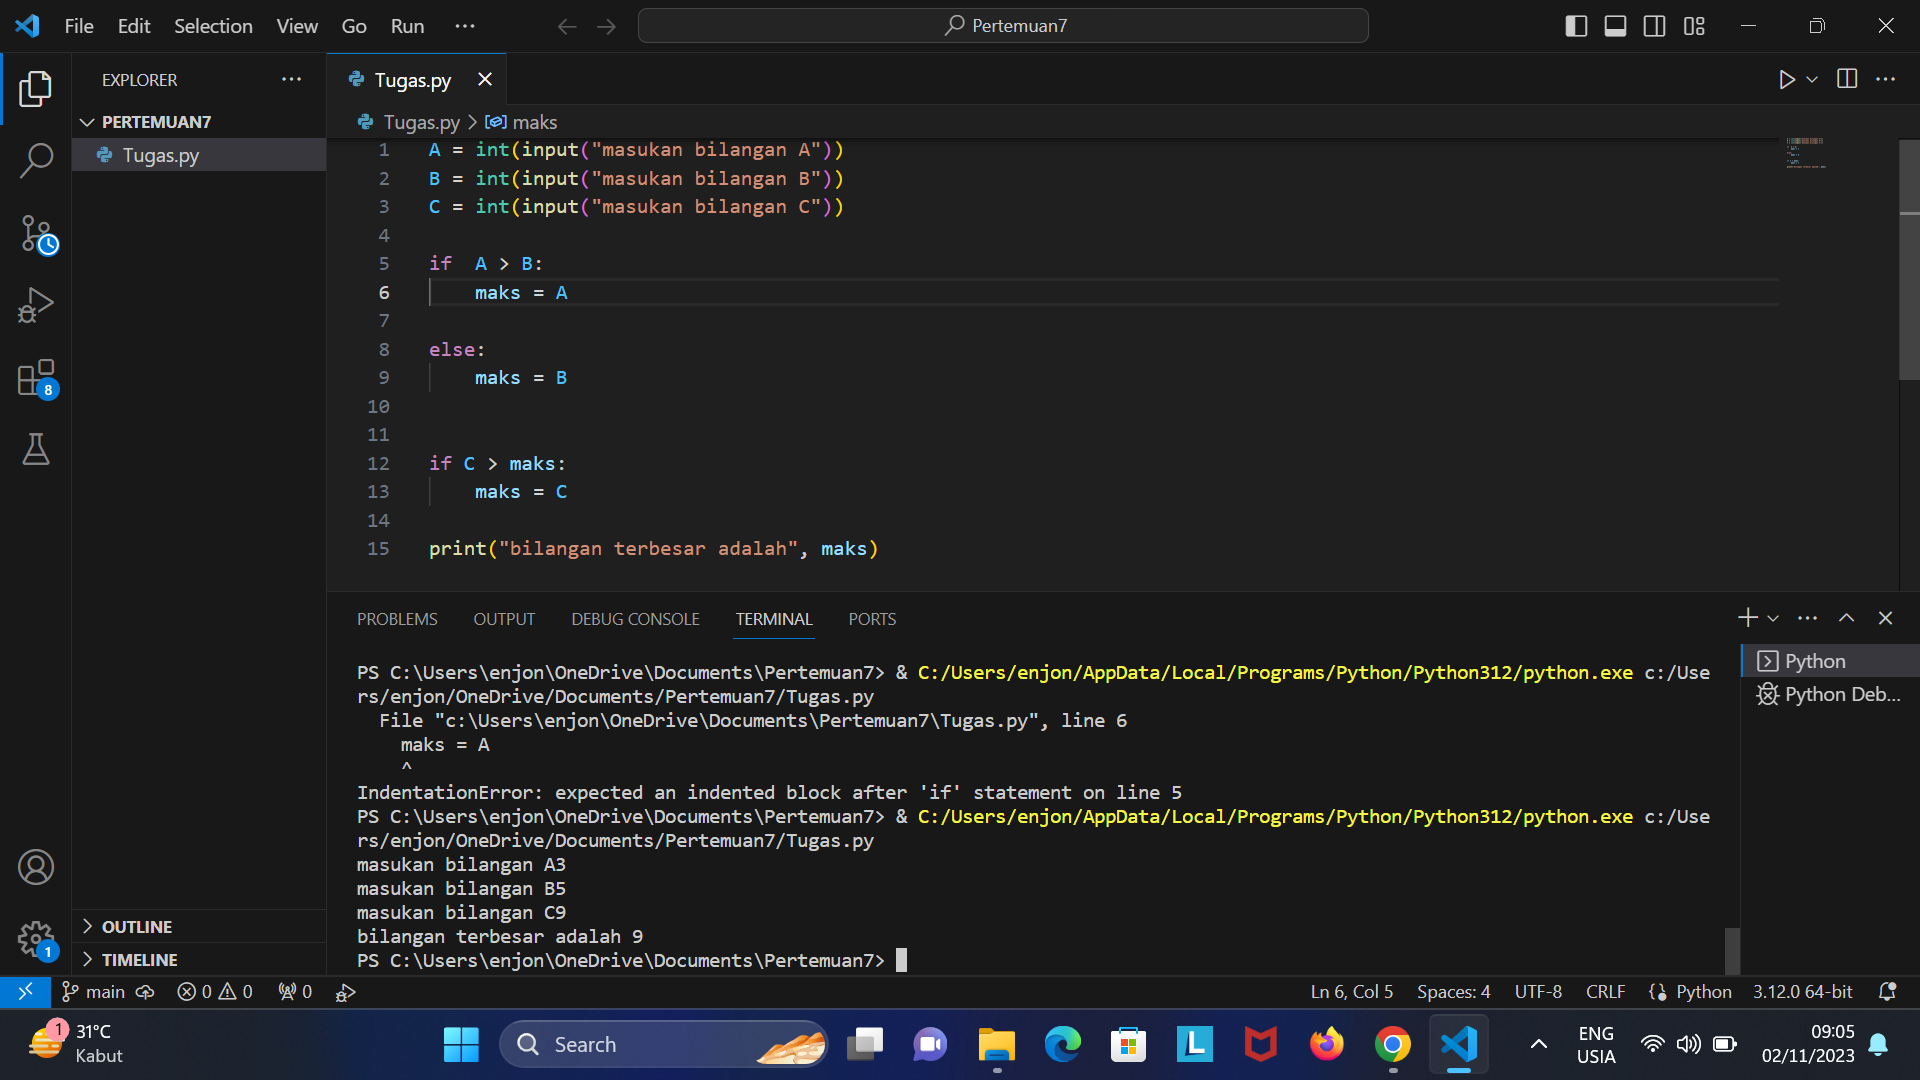 File Edit Selection View Go Run ··· Pertemuan7
EXPLORER ···
PERTEMUAN7
Tugas.py
Tugas.py
Tugas.py > maks
1 A = int(input("masukan bilangan A"))
2 B = int(input("masukan bilangan B"))
3 C = int(input("masukan bilangan C"))
4
5 if  A > B:
6     maks = A
7
8 else:
9     maks = B
10
11
12 if C > maks:
13     maks = C
14
15 print("bilangan terbesar adalah", maks)
PROBLEMS OUTPUT DEBUG CONSOLE TERMINAL PORTS
PS C:\Users\enjon\OneDrive\Documents\Pertemuan7> & C:/Users/enjon/AppData/Local/Programs/Python/Python312/python.exe c:/Use
rs/enjon/OneDrive/Documents/Pertemuan7/Tugas.py
  File "c:\Users\enjon\OneDrive\Documents\Pertemuan7\Tugas.py", line 6
    maks = A
    ^
IndentationError: expected an indented block after 'if' statement on line 5
PS C:\Users\enjon\OneDrive\Documents\Pertemuan7> & C:/Users/enjon/AppData/Local/Programs/Python/Python312/python.exe c:/Use
rs/enjon/OneDrive/Documents/Pertemuan7/Tugas.py
masukan bilangan A3
masukan bilangan B5
masukan bilangan C9
bilangan terbesar adalah 9
PS C:\Users\enjon\OneDrive\Documents\Pertemuan7>
Python
Python Deb...
8
1
OUTLINE
TIMELINE
main 0 0 0 Ln 6, Col 5 Spaces: 4 UTF-8 CRLF Python 3.12.0 64-bit
1 31°C
Kabut
Search
L
ENG
USIA
09:05
02/11/2023